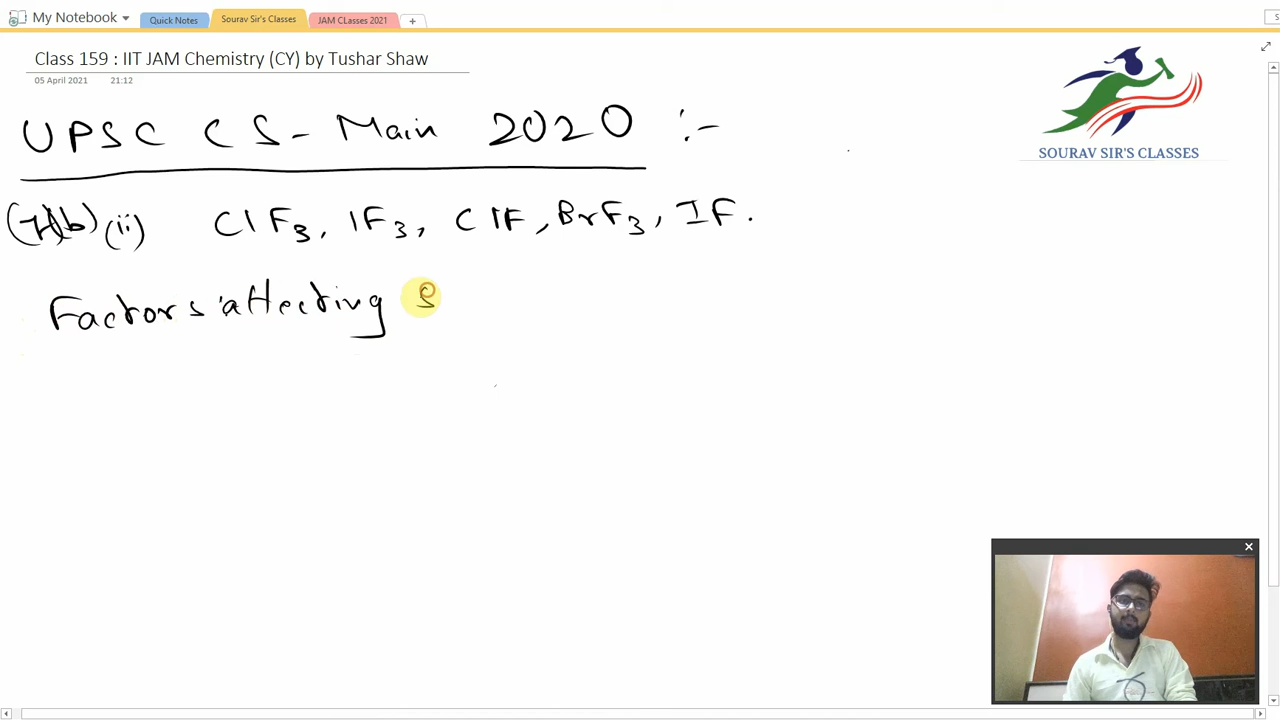 My Notebook
Quick Notes
Sourav Sir's Classes
JAM CLasses 2021
Class 159 : IIT JAM Chemistry (CY) by Tushar Shaw
05 April 2021 21:12
UPSC CS - Main 2020 :-
(ii) ClF3, IF3, ClF, BrF3, IF.
Factors affecting S
SOURAV SIR'S CLASSES